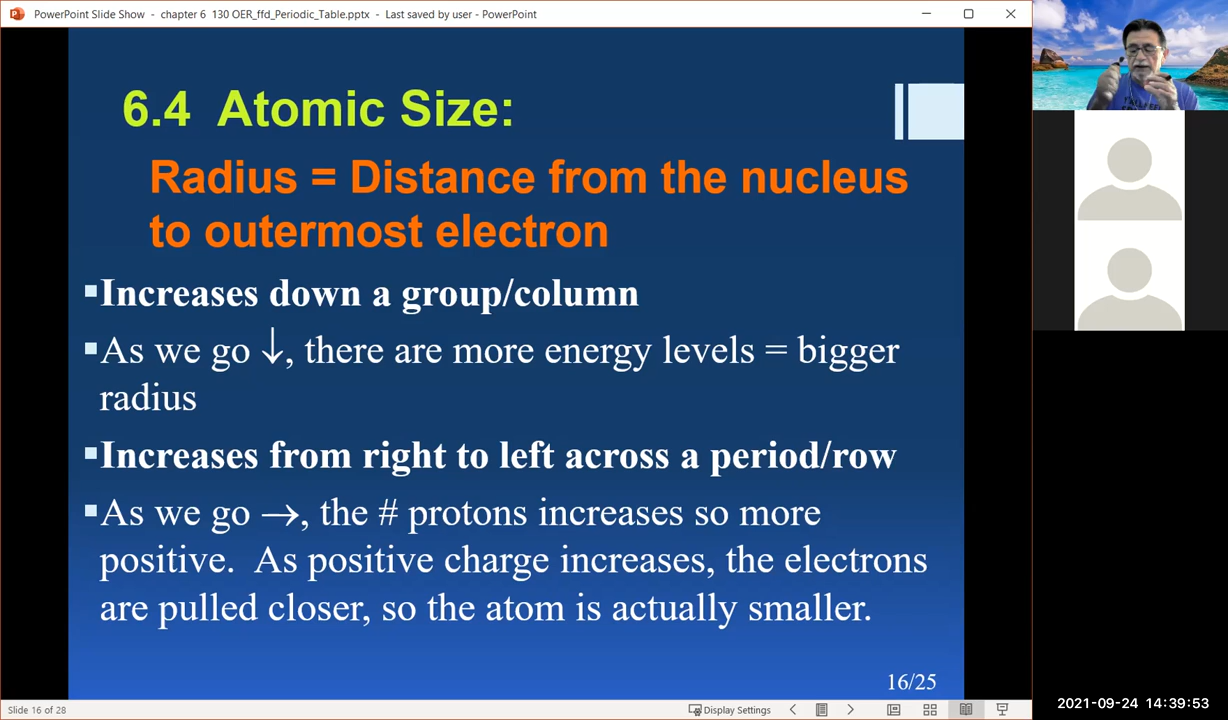 PowerPoint Slide Show - chapter 6 130 OER_ffd_Periodic_Table.pptx - Last saved by user - PowerPoint
6.4 Atomic Size:
Radius = Distance from the nucleus
to outermost electron
▪Increases down a group/column
▪As we go ↓, there are more energy levels = bigger
radius
▪Increases from right to left across a period/row
▪As we go →, the # protons increases so more
positive. As positive charge increases, the electrons
are pulled closer, so the atom is actually smaller.
16/25
Slide 16 of 28
Display Settings
2021-09-24 14:39:53